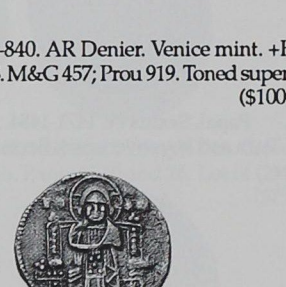 -840. AR Denier. Venice mint. +
. M&G 457; Prou 919. Toned super
($100